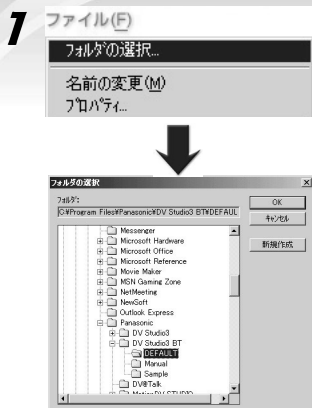 1
ファイル(F)
フォルダの選択...
名前の変更(M)
プロパティ...
フォルダの選択
フォルダ:
C:¥Program Files¥Panasonic¥DV Studio3 BT¥DEFAUL
OK
キャンセル
新規作成
Messenger
Microsoft Hardware
Microsoft Office
Microsoft Reference
Movie Maker
MSN Gaming Zone
NetMeeting
NewSoft
Outlook Express
Panasonic
DV Studio3
DV Studio3 BT
DEFAULT
Manual
Sample
DV@Talk
MotionDV STUDIO